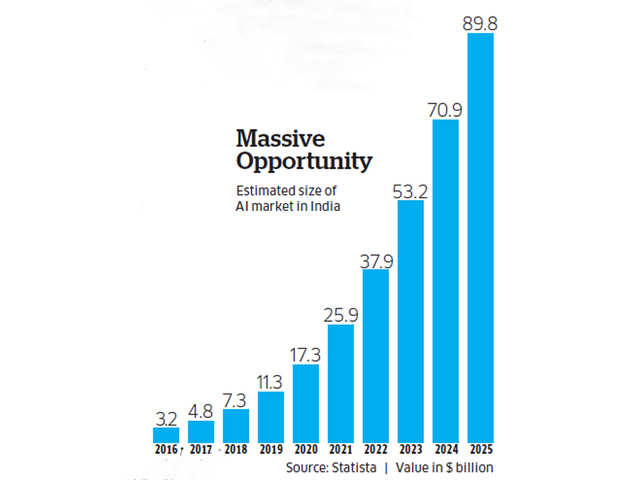 89.8
70.9
Massive
Opportunity
Estimated size of
AI market in India
53.2
37.9
25.9
17.3
11.3
7.3
4.8
3.2
2016 2017 2018 2019 2020 2021 2022 2023 2024 2025
Source: Statista | Value in $ billion